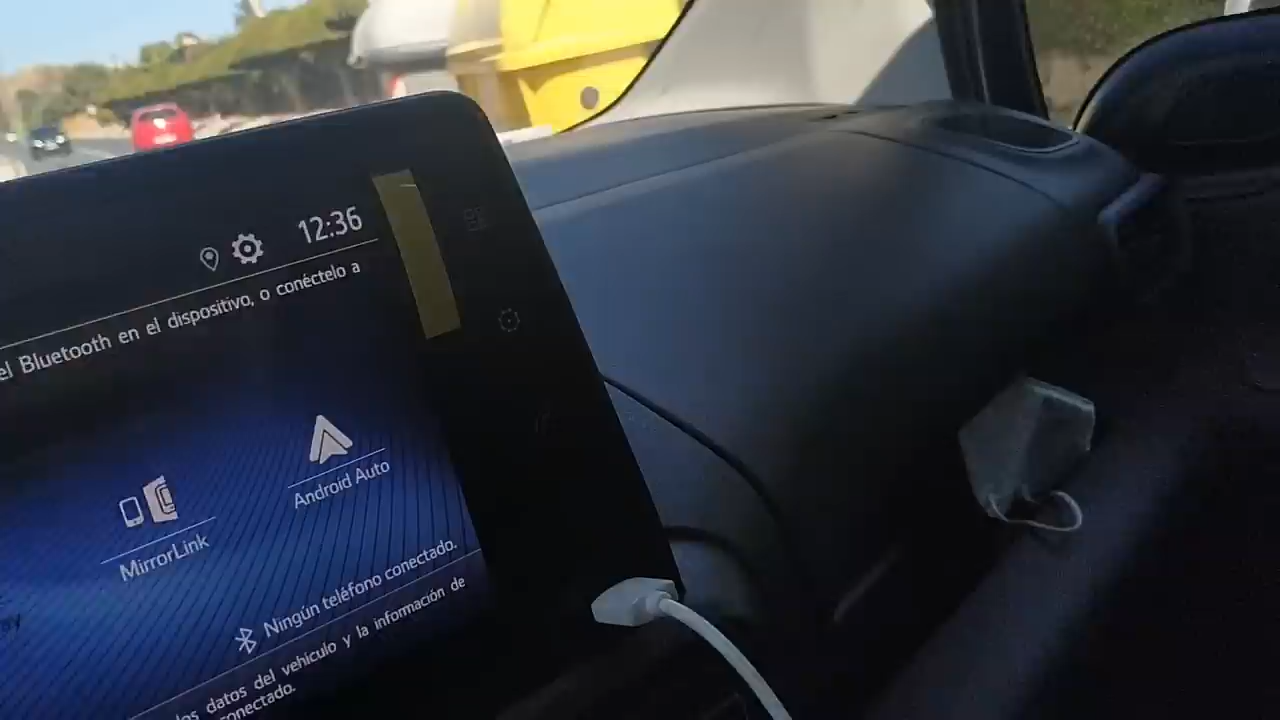 12:36
el Bluetooth en el dispositivo, o conéctelo a
Android Auto
MirrorLink
Ningún teléfono conectado.
los datos del vehículo y la información de
conectado.